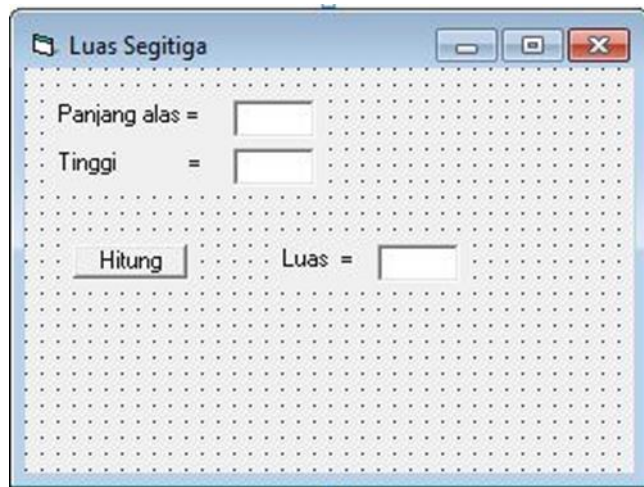 Luas Segitiga
Panjang alas =
Tinggi =
Hitung Luas =